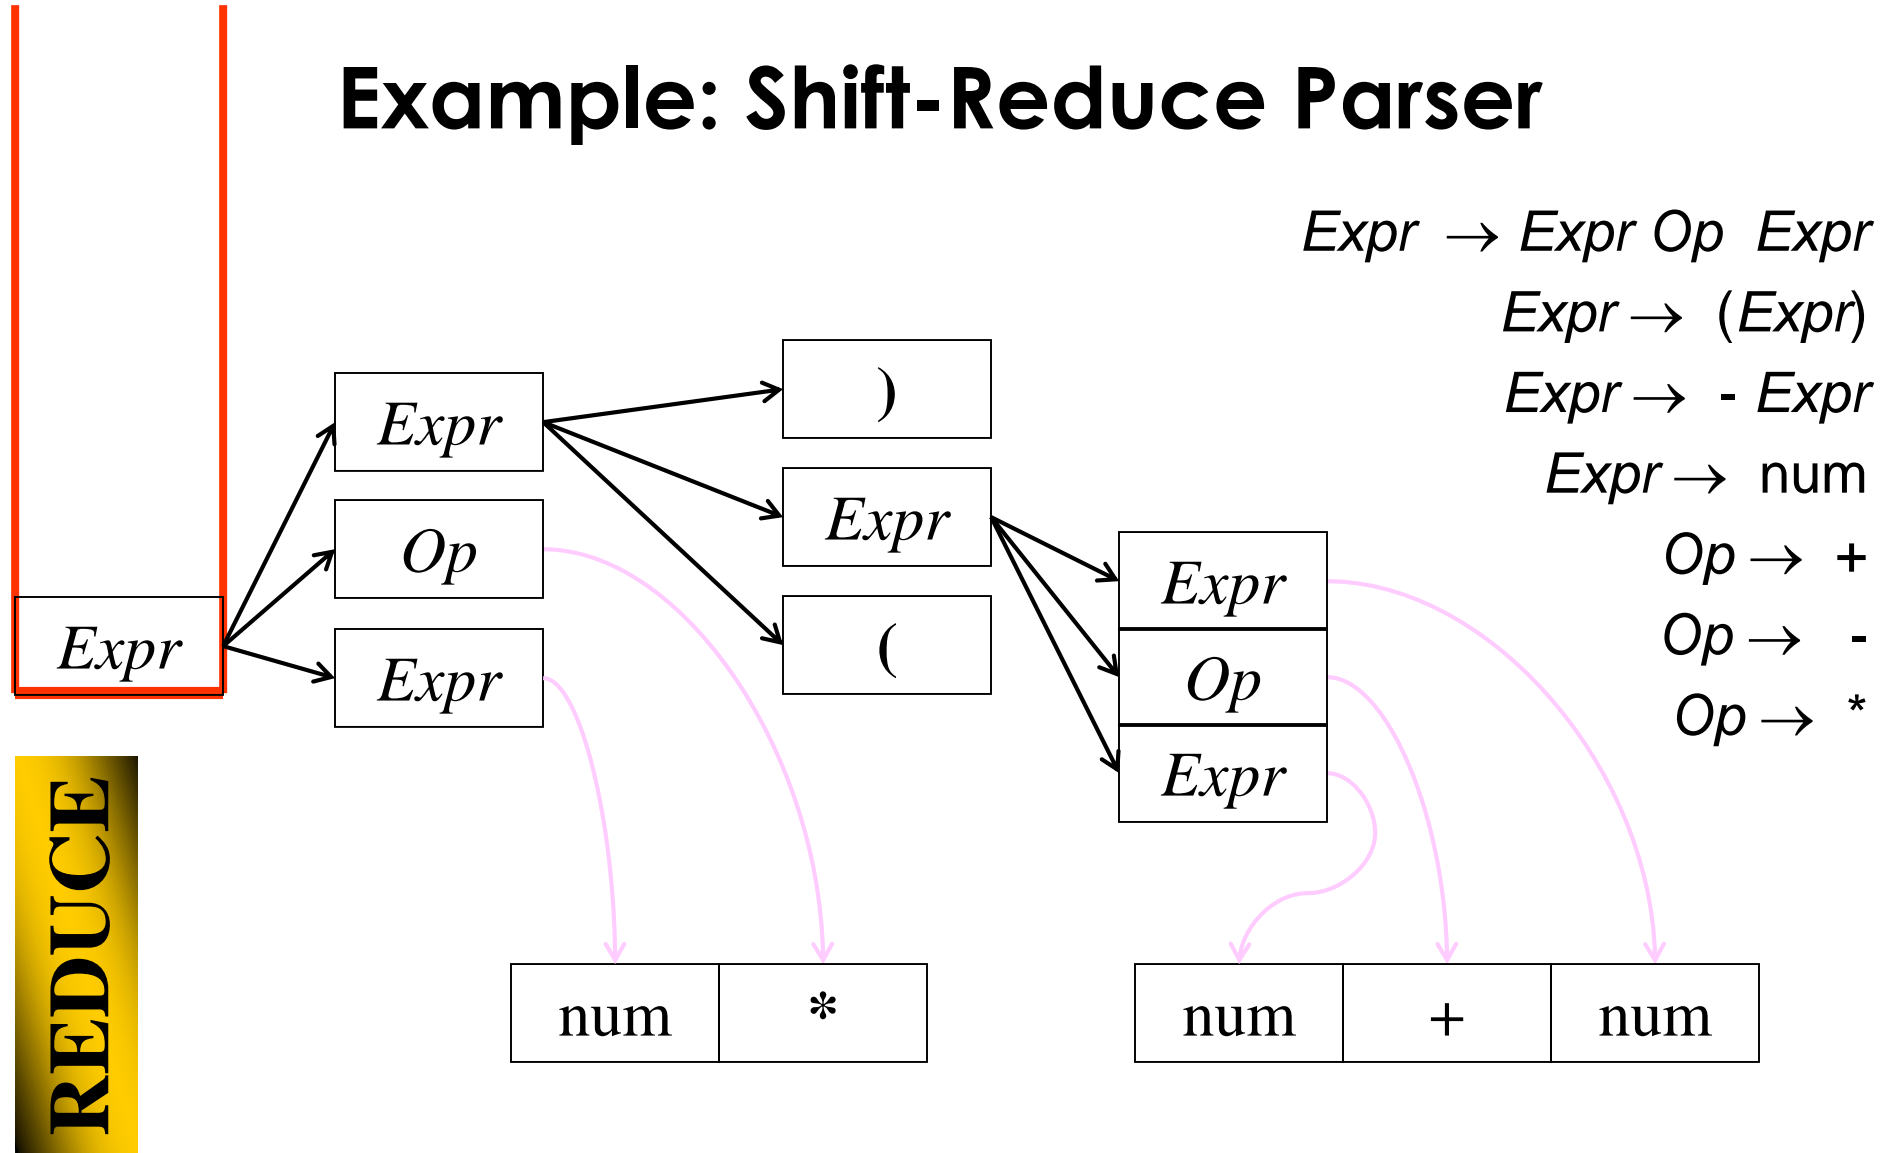 Example: Shift-Reduce Parser
Expr → Expr Op Expr
Expr → (Expr)
Expr → - Expr
Expr → num
Op → +
Op → -
Op → *
Expr
Expr
Op
Expr
)
Expr
(
Expr
Op
Expr
num *
num + num
REDUCE